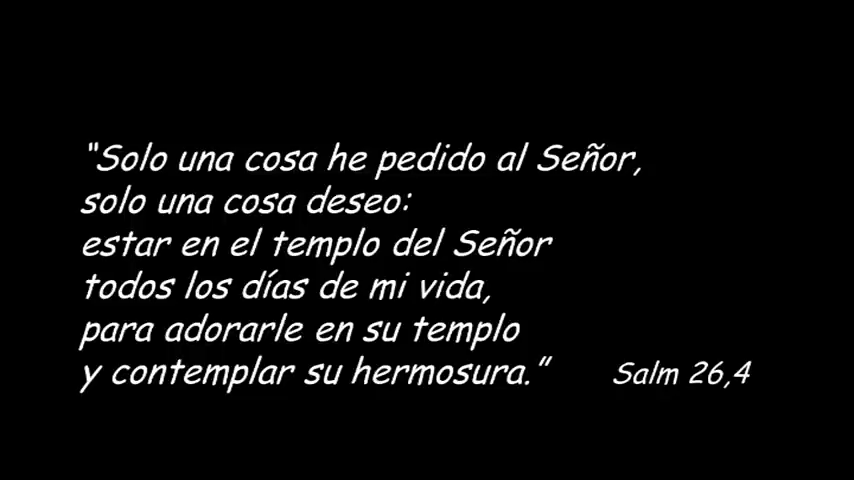 “Solo una cosa he pedido al Señor,
solo una cosa deseo:
estar en el templo del Señor
todos los días de mi vida,
para adorarle en su templo
y contemplar su hermosura.” Salm 26,4